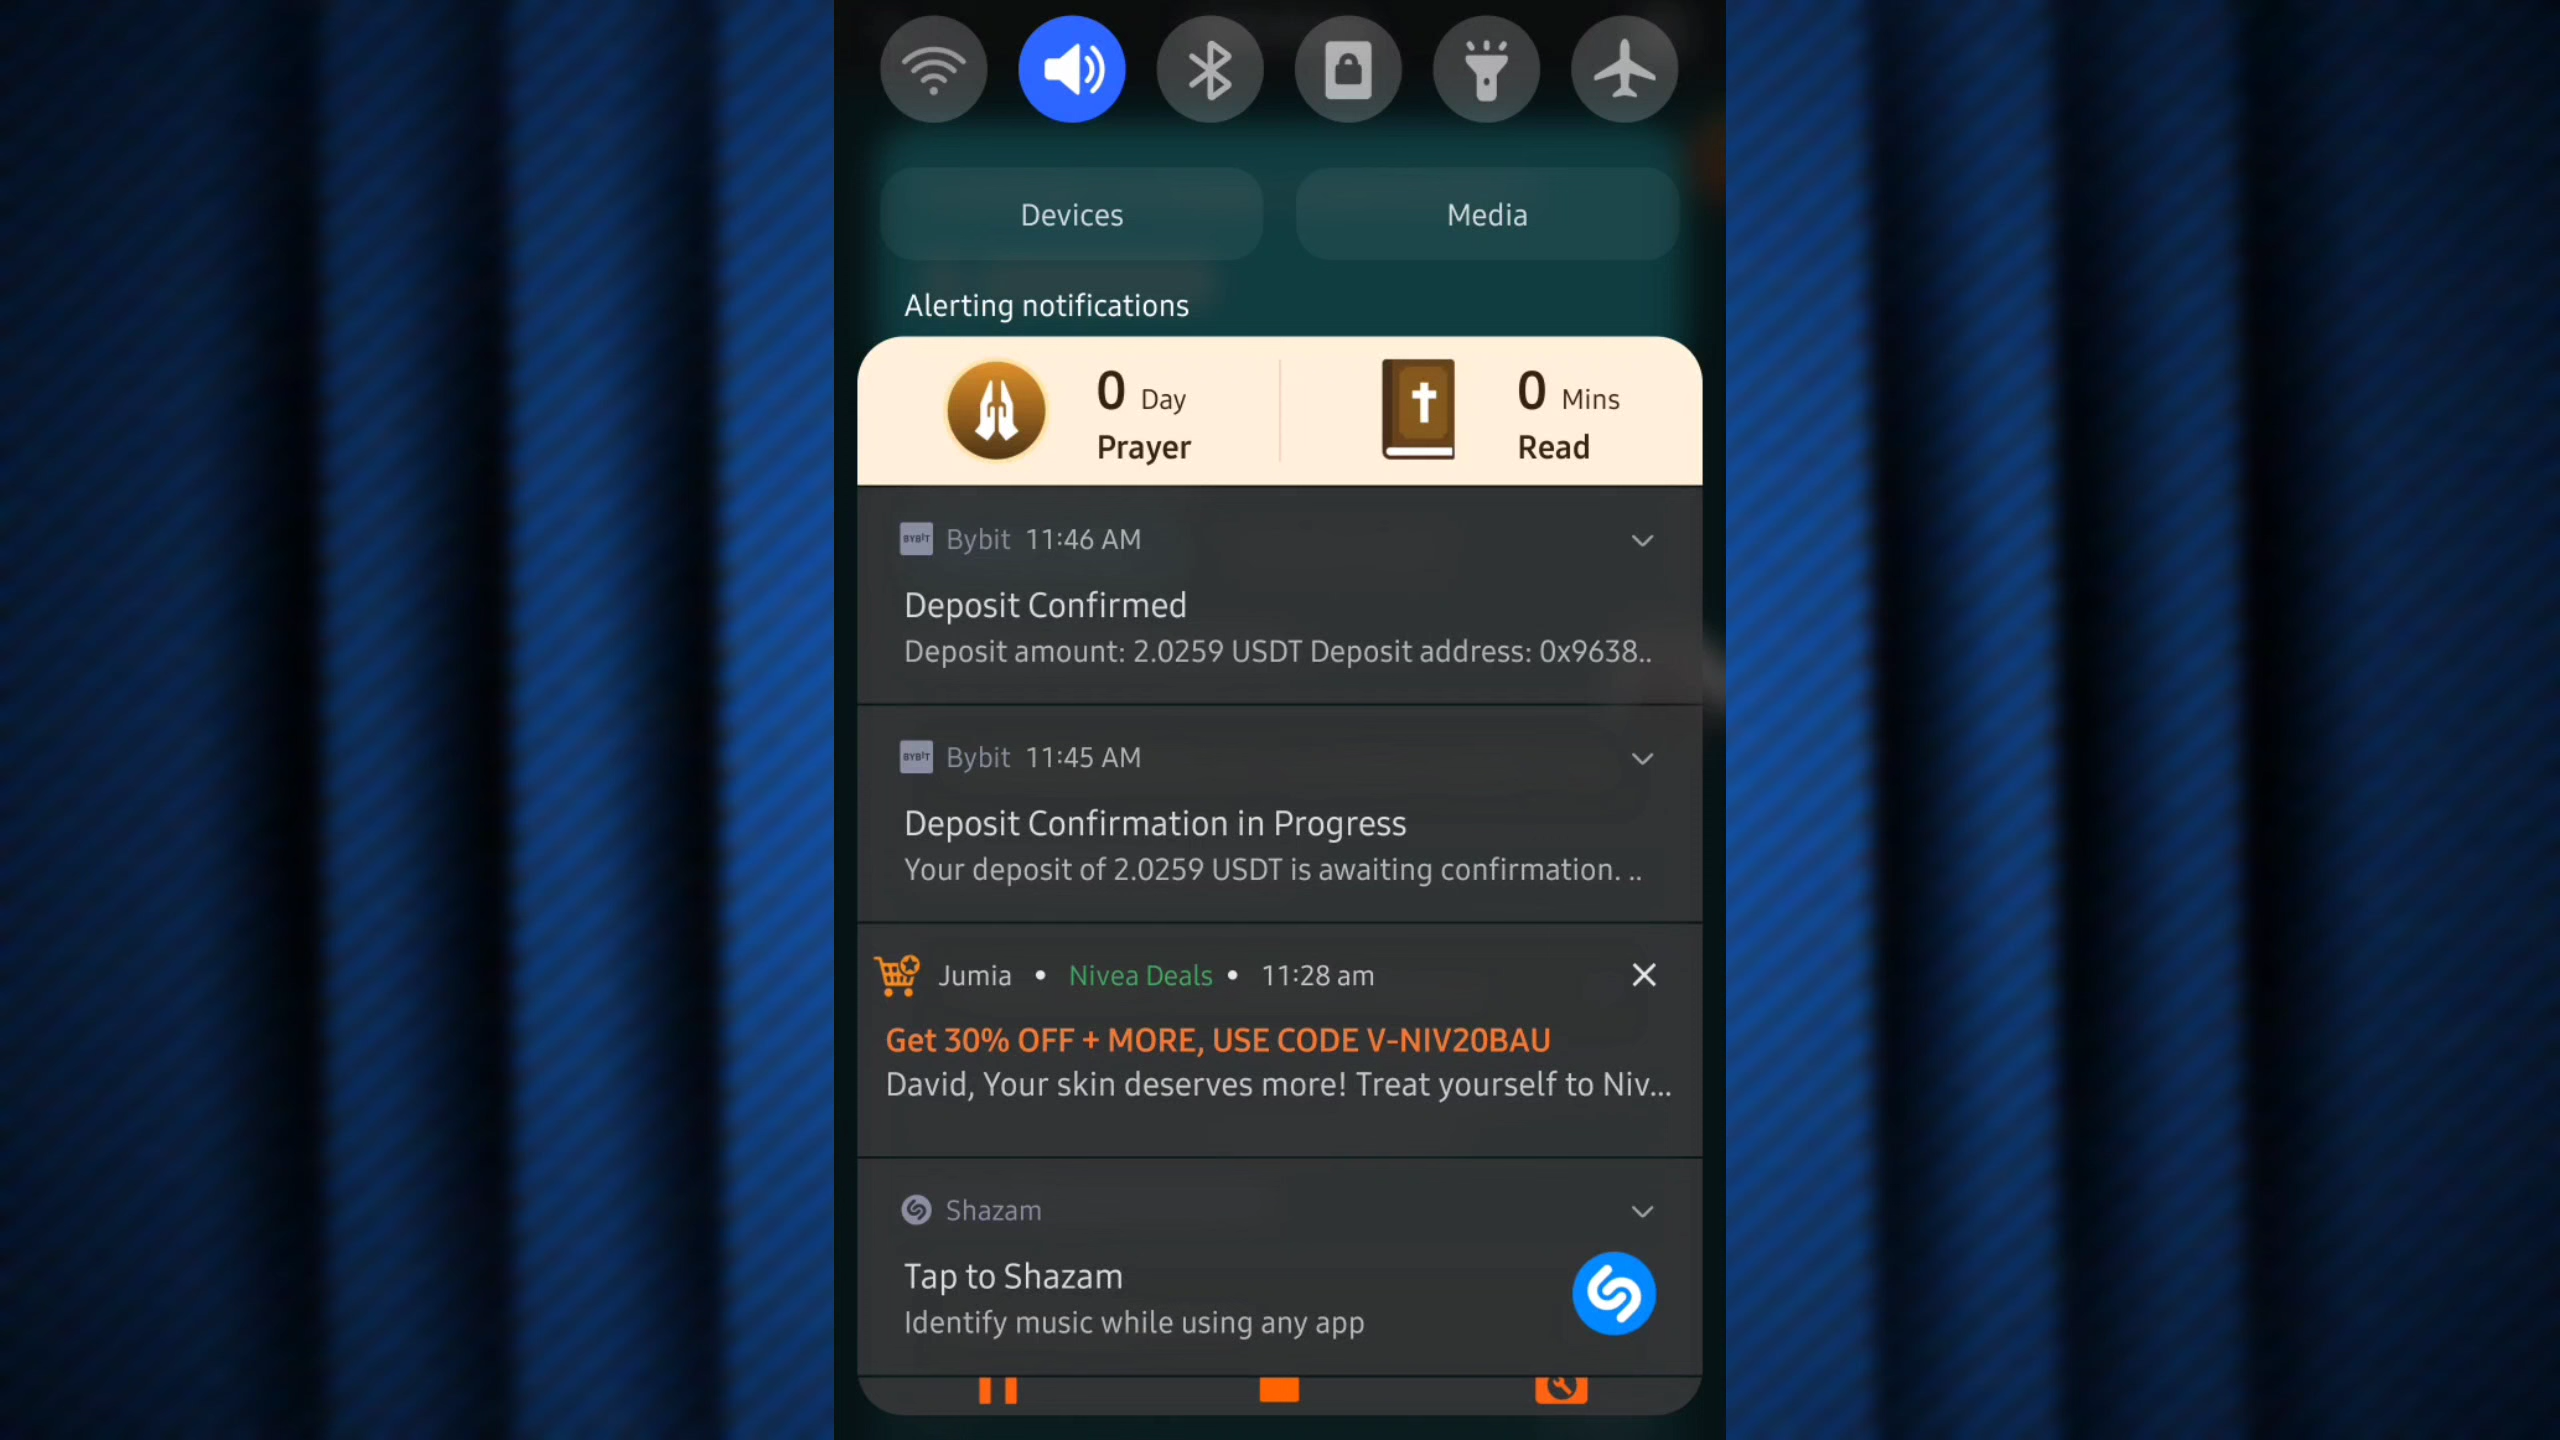 Devices
Media
Alerting notifications
0 Day
Prayer
0 Mins
Read
BYBIT Bybit 11:46 AM
Deposit Confirmed
Deposit amount: 2.0259 USDT Deposit address: 0x9638..
BYBIT Bybit 11:45 AM
Deposit Confirmation in Progress
Your deposit of 2.0259 USDT is awaiting confirmation. ..
Jumia • Nivea Deals • 11:28 am
Get 30% OFF + MORE, USE CODE V-NIV20BAU
David, Your skin deserves more! Treat yourself to Niv...
Shazam
Tap to Shazam
Identify music while using any app